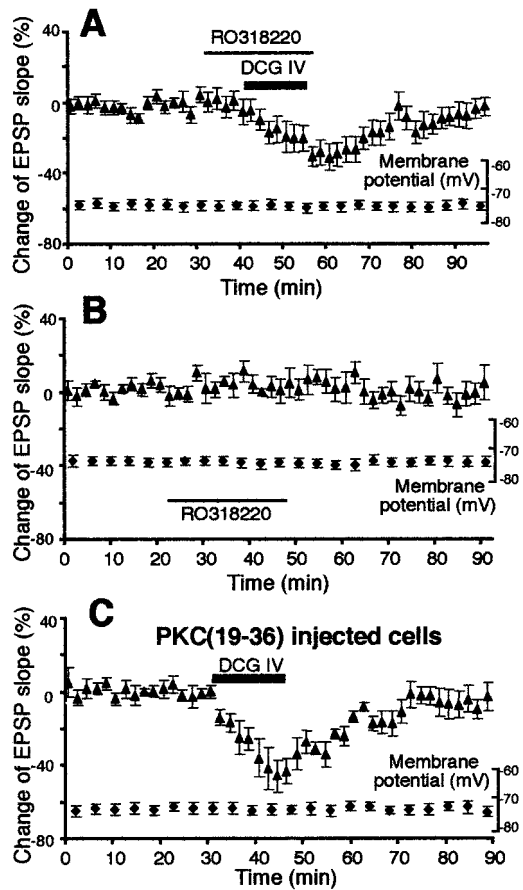 A
Change of EPSP slope (%)
40
0
-40
-80
RO318220
DCG IV
Membrane
potential (mV)
-60
-70
-80
0 10 20 30 40 50 60 70 80 90
Time (min)
B
Change of EPSP slope (%)
40
0
-40
-80
RO318220
Membrane
potential (mV)
-60
-70
-80
0 10 20 30 40 50 60 70 80 90
Time (min)
C
Change of EPSP slope (%)
40
0
-40
-80
PKC(19-36) injected cells
DCG IV
Membrane
potential (mV)
-60
-70
-80
0 10 20 30 40 50 60 70 80 90
Time (min)